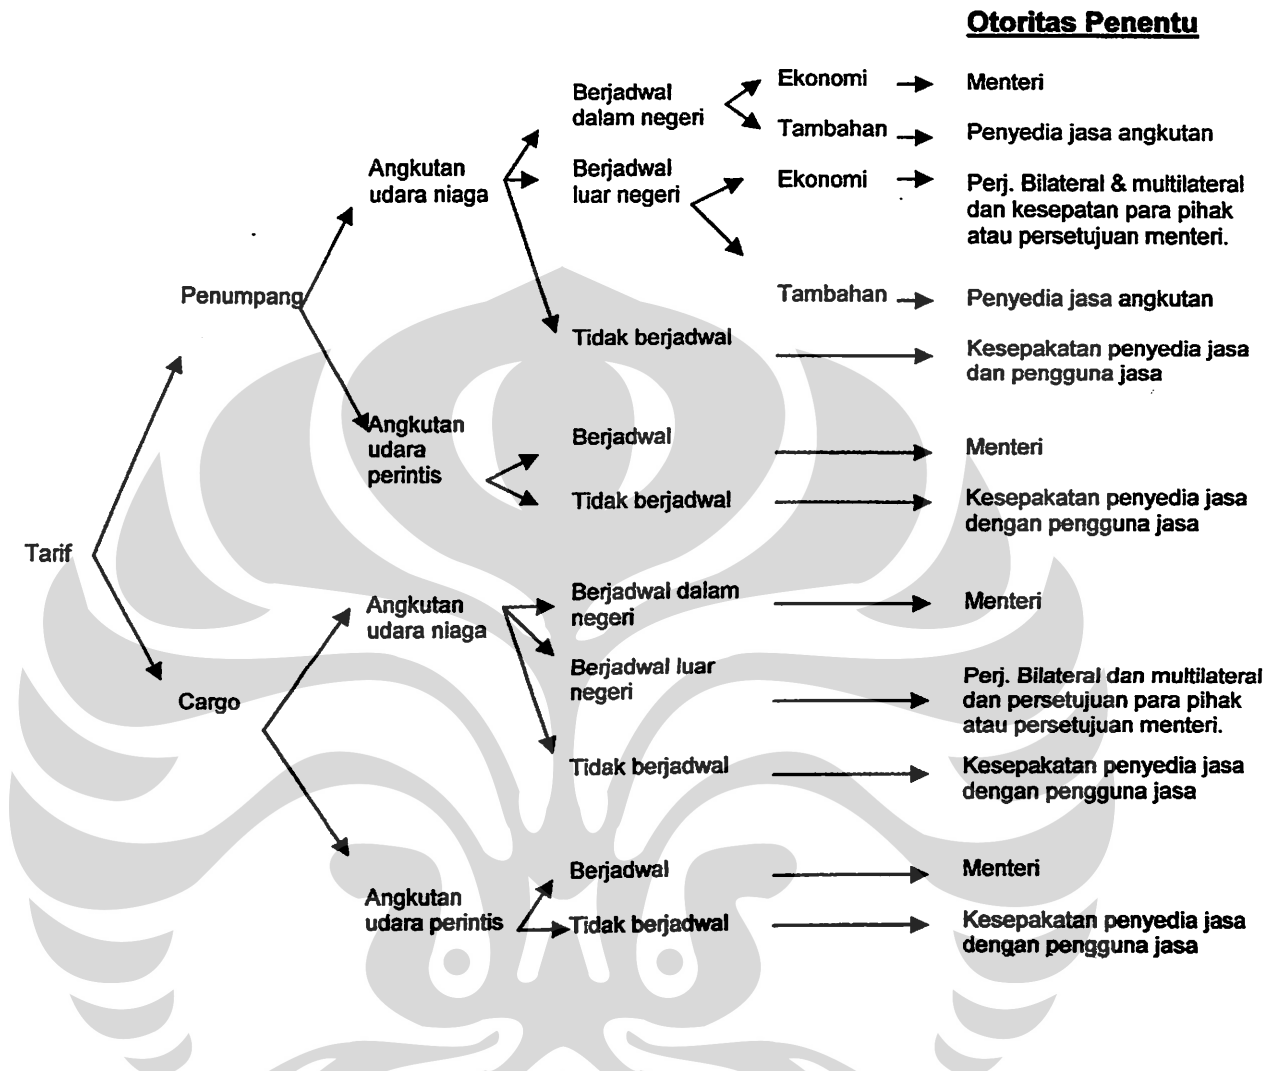 Otoritas Penentu
Berjadwal
dalam negeri
Ekonomi
Menteri
Tambahan
Penyedia jasa angkutan
Angkutan
udara niaga
Berjadwal
luar negeri
Ekonomi
Perj. Bilateral & multilateral
dan kesepatan para pihak
atau persetujuan menteri.
Penumpang
Tambahan
Penyedia jasa angkutan
Tidak berjadwal
Kesepakatan penyedia jasa
dan pengguna jasa
Angkutan
udara
perintis
Berjadwal
Menteri
Tidak berjadwal
Kesepakatan penyedia jasa
dengan pengguna jasa
Tarif
Angkutan
udara niaga
Berjadwal dalam
negeri
Menteri
Berjadwal luar
negeri
Perj. Bilateral dan multilateral
dan persetujuan para pihak
atau persetujuan menteri.
Cargo
Tidak berjadwal
Kesepakatan penyedia jasa
dengan pengguna jasa
Angkutan
udara perintis
Berjadwal
Menteri
Tidak berjadwal
Kesepakatan penyedia jasa
dengan pengguna jasa